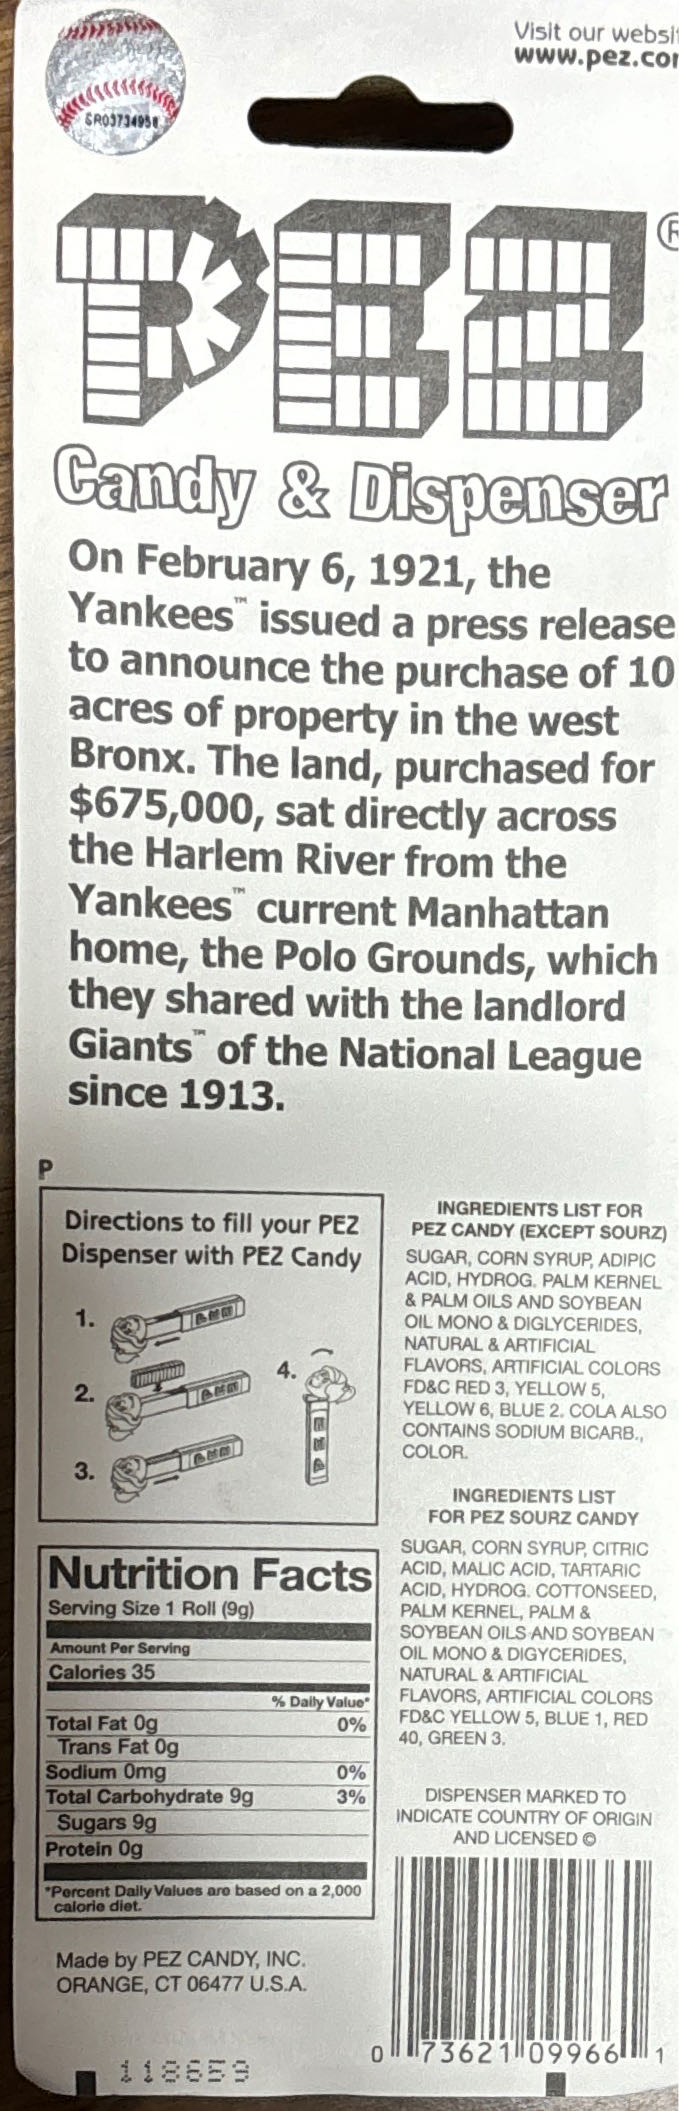 SR03734958
Visit our websit
www.pez.com
PEZ®
Candy & Dispenser
On February 6, 1921, the
Yankees™ issued a press release
to announce the purchase of 10
acres of property in the west
Bronx. The land, purchased for
$675,000, sat directly across
the Harlem River from the
Yankees™ current Manhattan
home, the Polo Grounds, which
they shared with the landlord
Giants™ of the National League
since 1913.
P
Directions to fill your PEZ
Dispenser with PEZ Candy
1.
2.
3.
4.
PEZ
PEZ
PEZ
PEZ
Nutrition Facts
Serving Size 1 Roll (9g)
Amount Per Serving
Calories 35
% Daily Value*
Total Fat 0g 0%
Trans Fat 0g
Sodium 0mg 0%
Total Carbohydrate 9g 3%
Sugars 9g
Protein 0g
*Percent Daily Values are based on a 2,000
calorie diet.
Made by PEZ CANDY, INC.
ORANGE, CT 06477 U.S.A.
118659
INGREDIENTS LIST FOR
PEZ CANDY (EXCEPT SOURZ)
SUGAR, CORN SYRUP, ADIPIC
ACID, HYDROG. PALM KERNEL
& PALM OILS AND SOYBEAN
OIL MONO & DIGLYCERIDES,
NATURAL & ARTIFICIAL
FLAVORS, ARTIFICIAL COLORS
FD&C RED 3, YELLOW 5,
YELLOW 6, BLUE 2. COLA ALSO
CONTAINS SODIUM BICARB.,
COLOR.
INGREDIENTS LIST
FOR PEZ SOURZ CANDY
SUGAR, CORN SYRUP, CITRIC
ACID, MALIC ACID, TARTARIC
ACID, HYDROG. COTTONSEED,
PALM KERNEL, PALM &
SOYBEAN OILS AND SOYBEAN
OIL MONO & DIGYCERIDES,
NATURAL & ARTIFICIAL
FLAVORS, ARTIFICIAL COLORS
FD&C YELLOW 5, BLUE 1, RED
40, GREEN 3.
DISPENSER MARKED TO
INDICATE COUNTRY OF ORIGIN
AND LICENSED ©
0 73621 09966 1